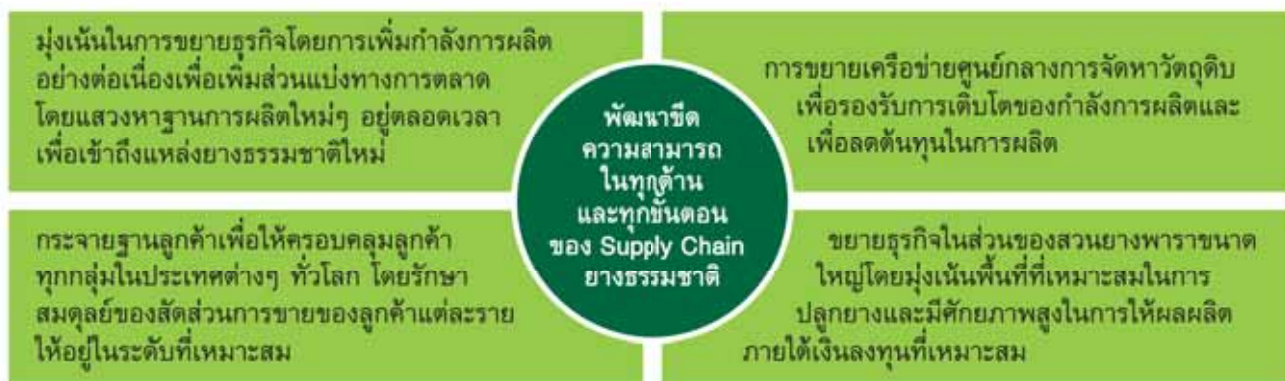 มุ่งเน้นในการขยายธุรกิจโดยการเพิ่มกำลังการผลิต
อย่างต่อเนื่องเพื่อเพิ่มส่วนแบ่งทางการตลาด
โดยแสวงหาฐานการผลิตใหม่ๆ อยู่ตลอดเวลา
เพื่อเข้าถึงแหล่งยางธรรมชาติใหม่
การขยายเครือข่ายศูนย์กลางการจัดหาวัตถุดิบ
เพื่อรองรับการเติบโตของกำลังการผลิตและ
เพื่อลดต้นทุนในการผลิต
พัฒนาขีด
ความสามารถ
ในทุกด้าน
และทุกขั้นตอน
ของ Supply Chain
ยางธรรมชาติ
กระจายฐานลูกค้าเพื่อให้ครอบคลุมลูกค้า
ทุกกลุ่มในประเทศต่างๆ ทั่วโลก โดยรักษา
สมดุลย์ของสัดส่วนการขายของลูกค้าแต่ละราย
ให้อยู่ในระดับที่เหมาะสม
ขยายธุรกิจในส่วนของสวนยางพาราขนาด
ใหญ่โดยมุ่งเน้นพื้นที่ที่เหมาะสมในการ
ปลูกยางและมีศักยภาพสูงในการให้ผลผลิต
ภายใต้เงินลงทุนที่เหมาะสม